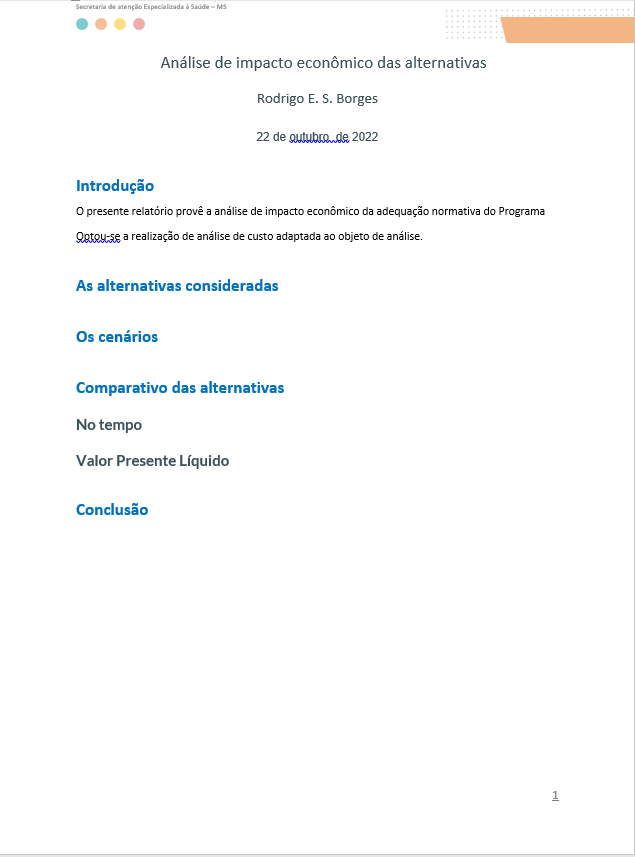 Secretaria de atenção Especializada à Saúde – MS
Análise de impacto econômico das alternativas
Rodrigo E. S. Borges
22 de outubro de 2022
Introdução
O presente relatório provê a análise de impacto econômico da adequação normativa do Programa
Optou-se a realização de análise de custo adaptada ao objeto de análise.
As alternativas consideradas
Os cenários
Comparativo das alternativas
No tempo
Valor Presente Líquido
Conclusão
1